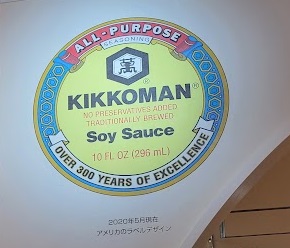 ALL-PURPOSE
SEASONING
萬
®
KIKKOMAN®
NO PRESERVATIVES ADDED
TRADITIONALLY BREWED
Soy Sauce
10 FL OZ (296 mL)
OVER 300 YEARS OF EXCELLENCE
2020年5月現在
アメリカのラベルデザイン